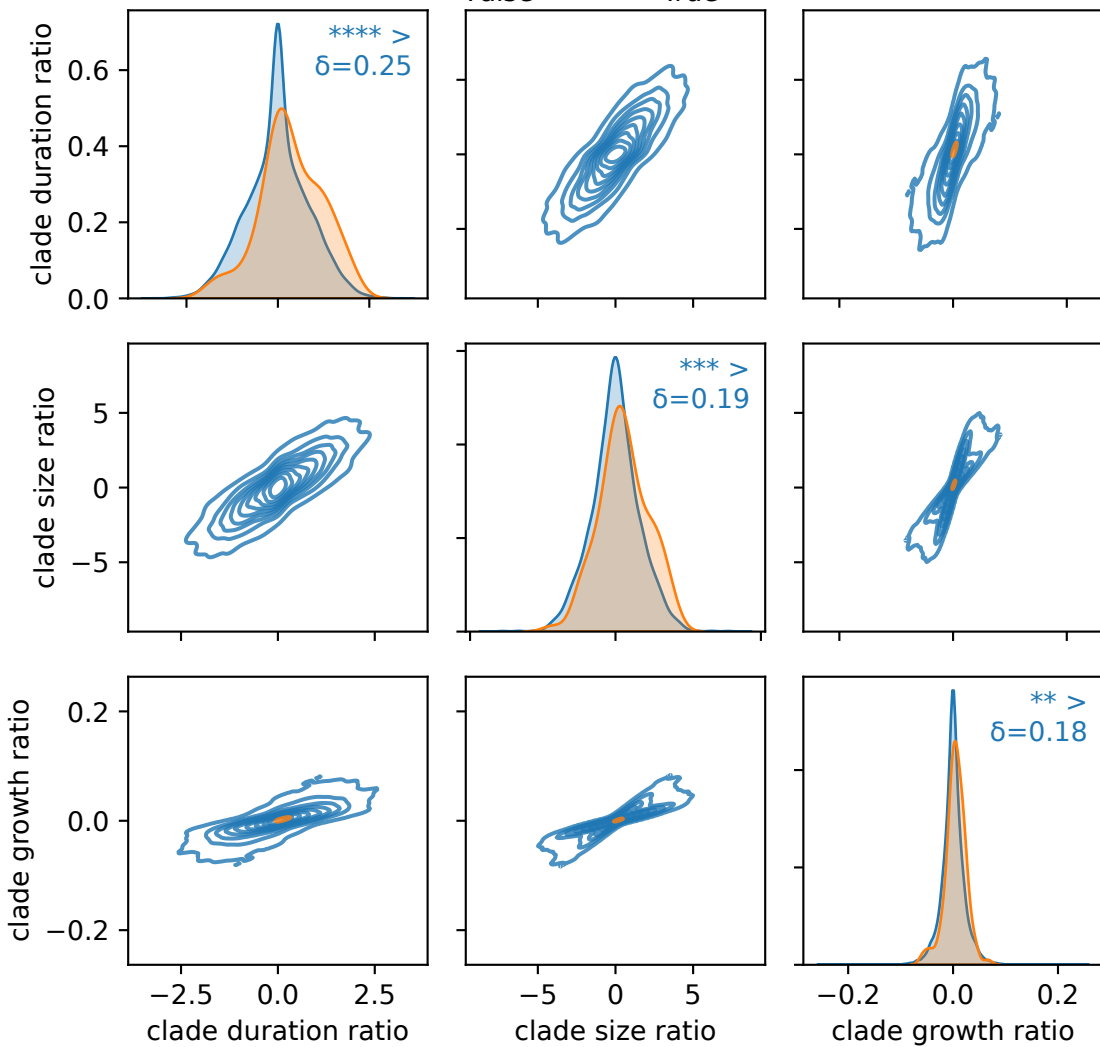 clade duration ratio
0.6
0.4
0.2
0.0
**** >
δ=0.25
clade size ratio
5
0
−5
*** >
δ=0.19
clade growth ratio
0.2
0.0
−0.2
** >
δ=0.18
−2.5
0.0
2.5
−5
0
5
−0.2
0.0
0.2
clade duration ratio
clade size ratio
clade growth ratio